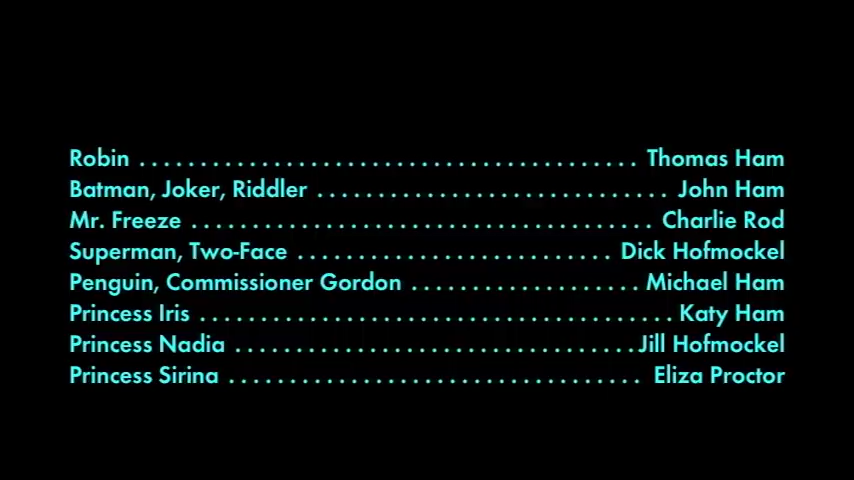 Robin ......................................... Thomas Ham
Batman, Joker, Riddler ............................. John Ham
Mr. Freeze ...................................... Charlie Rod
Superman, Two-Face .......................... Dick Hofmockel
Penguin, Commissioner Gordon ................... Michael Ham
Princess Iris ....................................... Katy Ham
Princess Nadia ................................. Jill Hofmockel
Princess Sirina .................................. Eliza Proctor